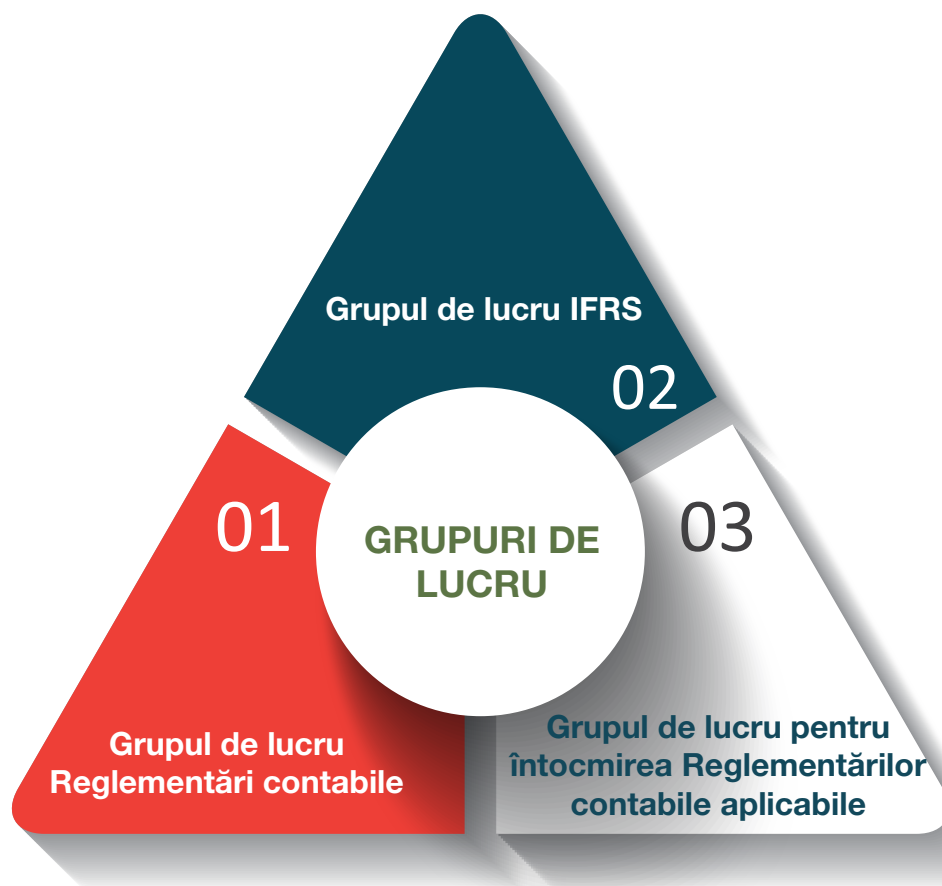 Grupul de lucru IFRS
02
01
GRUPURI DE
LUCRU
03
Grupul de lucru
Reglementări contabile
Grupul de lucru pentru
întocmirea Reglementărilor
contabile aplicabile